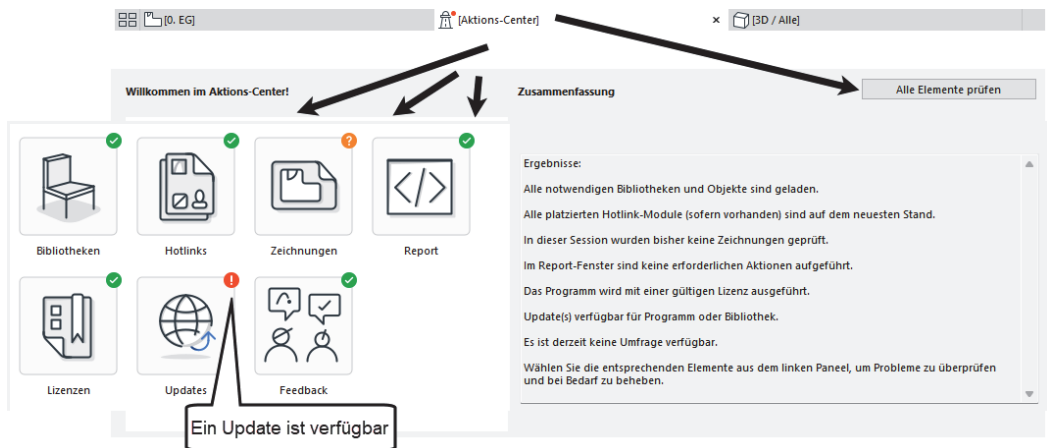 [0. EG]
[Aktions-Center]
[3D / Alle]
Willkommen im Aktions-Center!
Zusammenfassung
Alle Elemente prüfen
Bibliotheken
Hotlinks
Zeichnungen
Report
Lizenzen
Updates
Feedback
Ein Update ist verfügbar
Ergebnisse:
Alle notwendigen Bibliotheken und Objekte sind geladen.
Alle platzierten Hotlink-Module (sofern vorhanden) sind auf dem neuesten Stand.
In dieser Session wurden bisher keine Zeichnungen geprüft.
Im Report-Fenster sind keine erforderlichen Aktionen aufgeführt.
Das Programm wird mit einer gültigen Lizenz ausgeführt.
Update(s) verfügbar für Programm oder Bibliothek.
Es ist derzeit keine Umfrage verfügbar.
Wählen Sie die entsprechenden Elemente aus dem linken Paneel, um Probleme zu überprüfen
und bei Bedarf zu beheben.